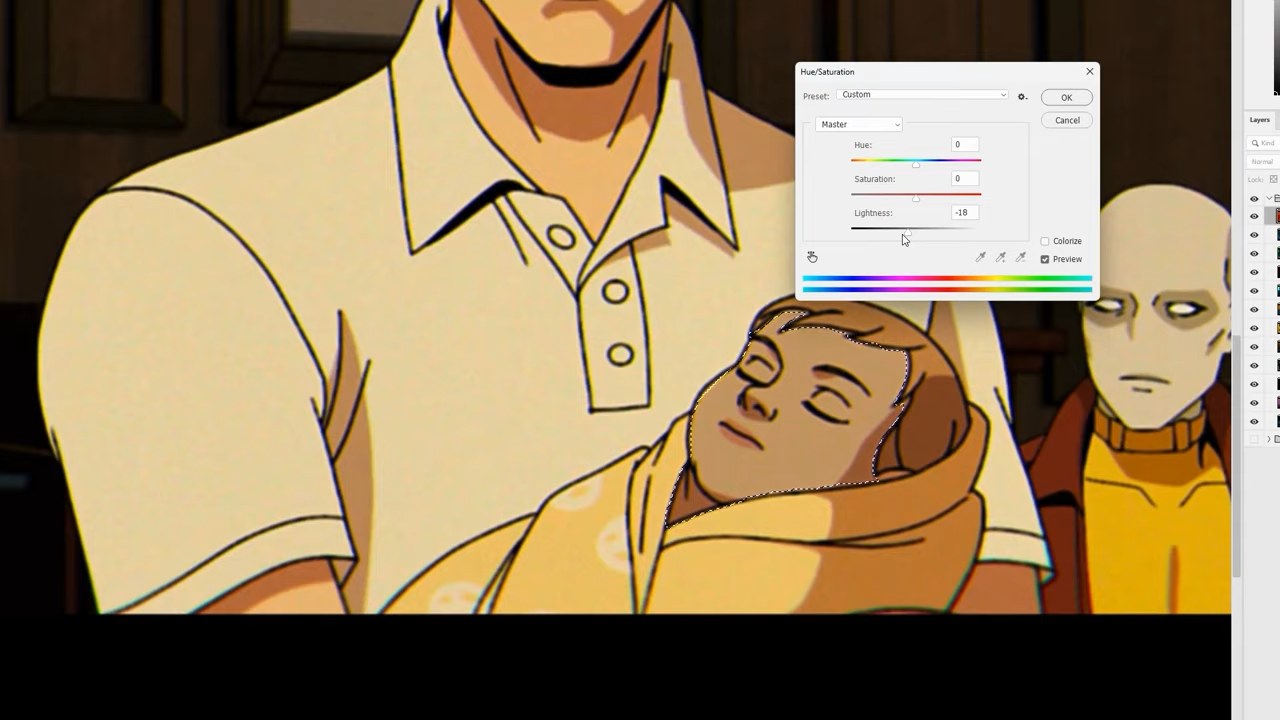 Hue/Saturation
Preset: Custom
OK
Master
Cancel
Hue: 0
Saturation: 0
Lightness: -18
Colorize
Preview
Layers
Kind
Normal
Lock: